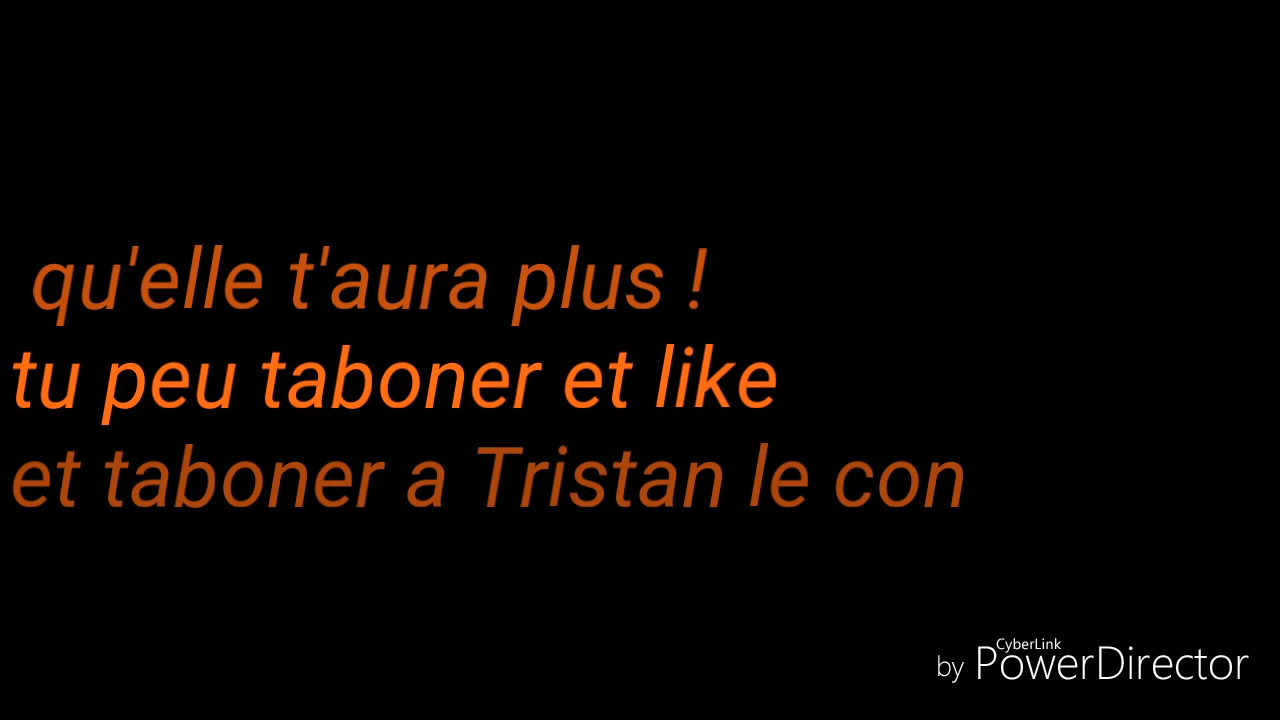 qu'elle t'aura plus !
tu peu taboner et like
et taboner a Tristan le con
CyberLink
by PowerDirector